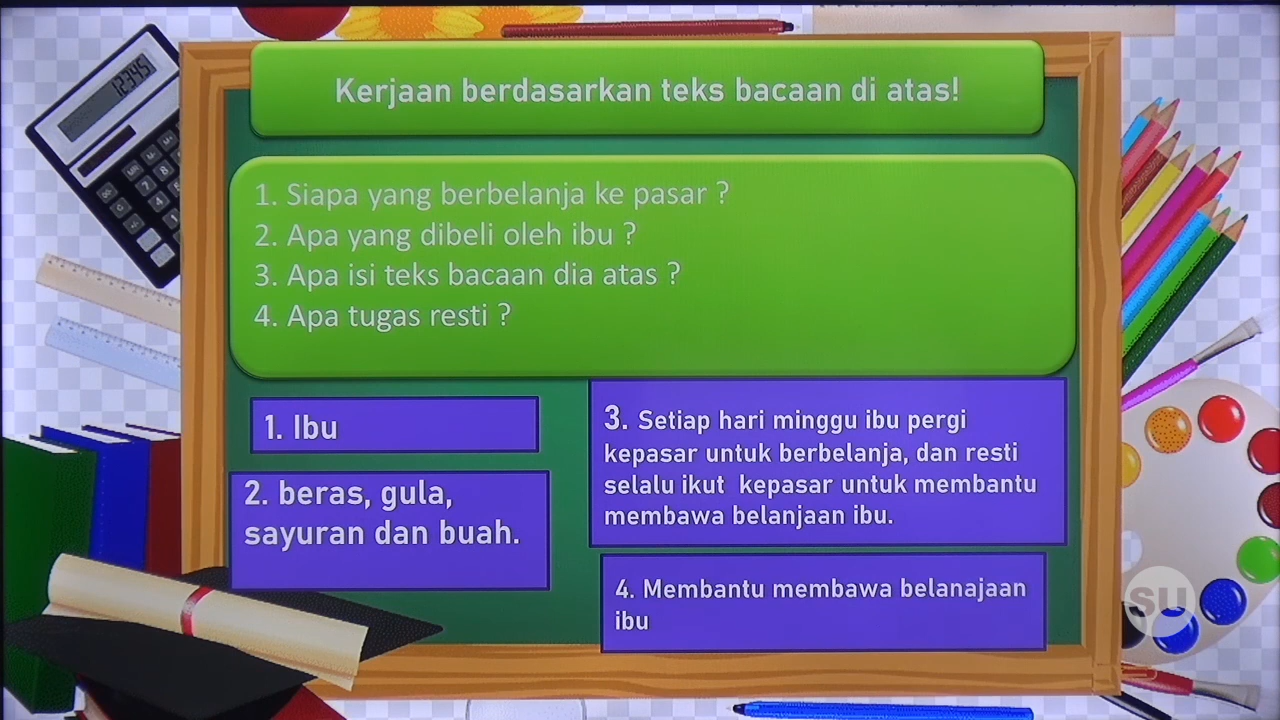 12345
Kerjaan berdasarkan teks bacaan di atas!
1. Siapa yang berbelanja ke pasar ?
2. Apa yang dibeli oleh ibu ?
3. Apa isi teks bacaan dia atas ?
4. Apa tugas resti ?
1. Ibu
2. beras, gula,
sayuran dan buah.
3. Setiap hari minggu ibu pergi
kepasar untuk berbelanja, dan resti
selalu ikut kepasar untuk membantu
membawa belanjaan ibu.
4. Membantu membawa belanajaan
ibu
su